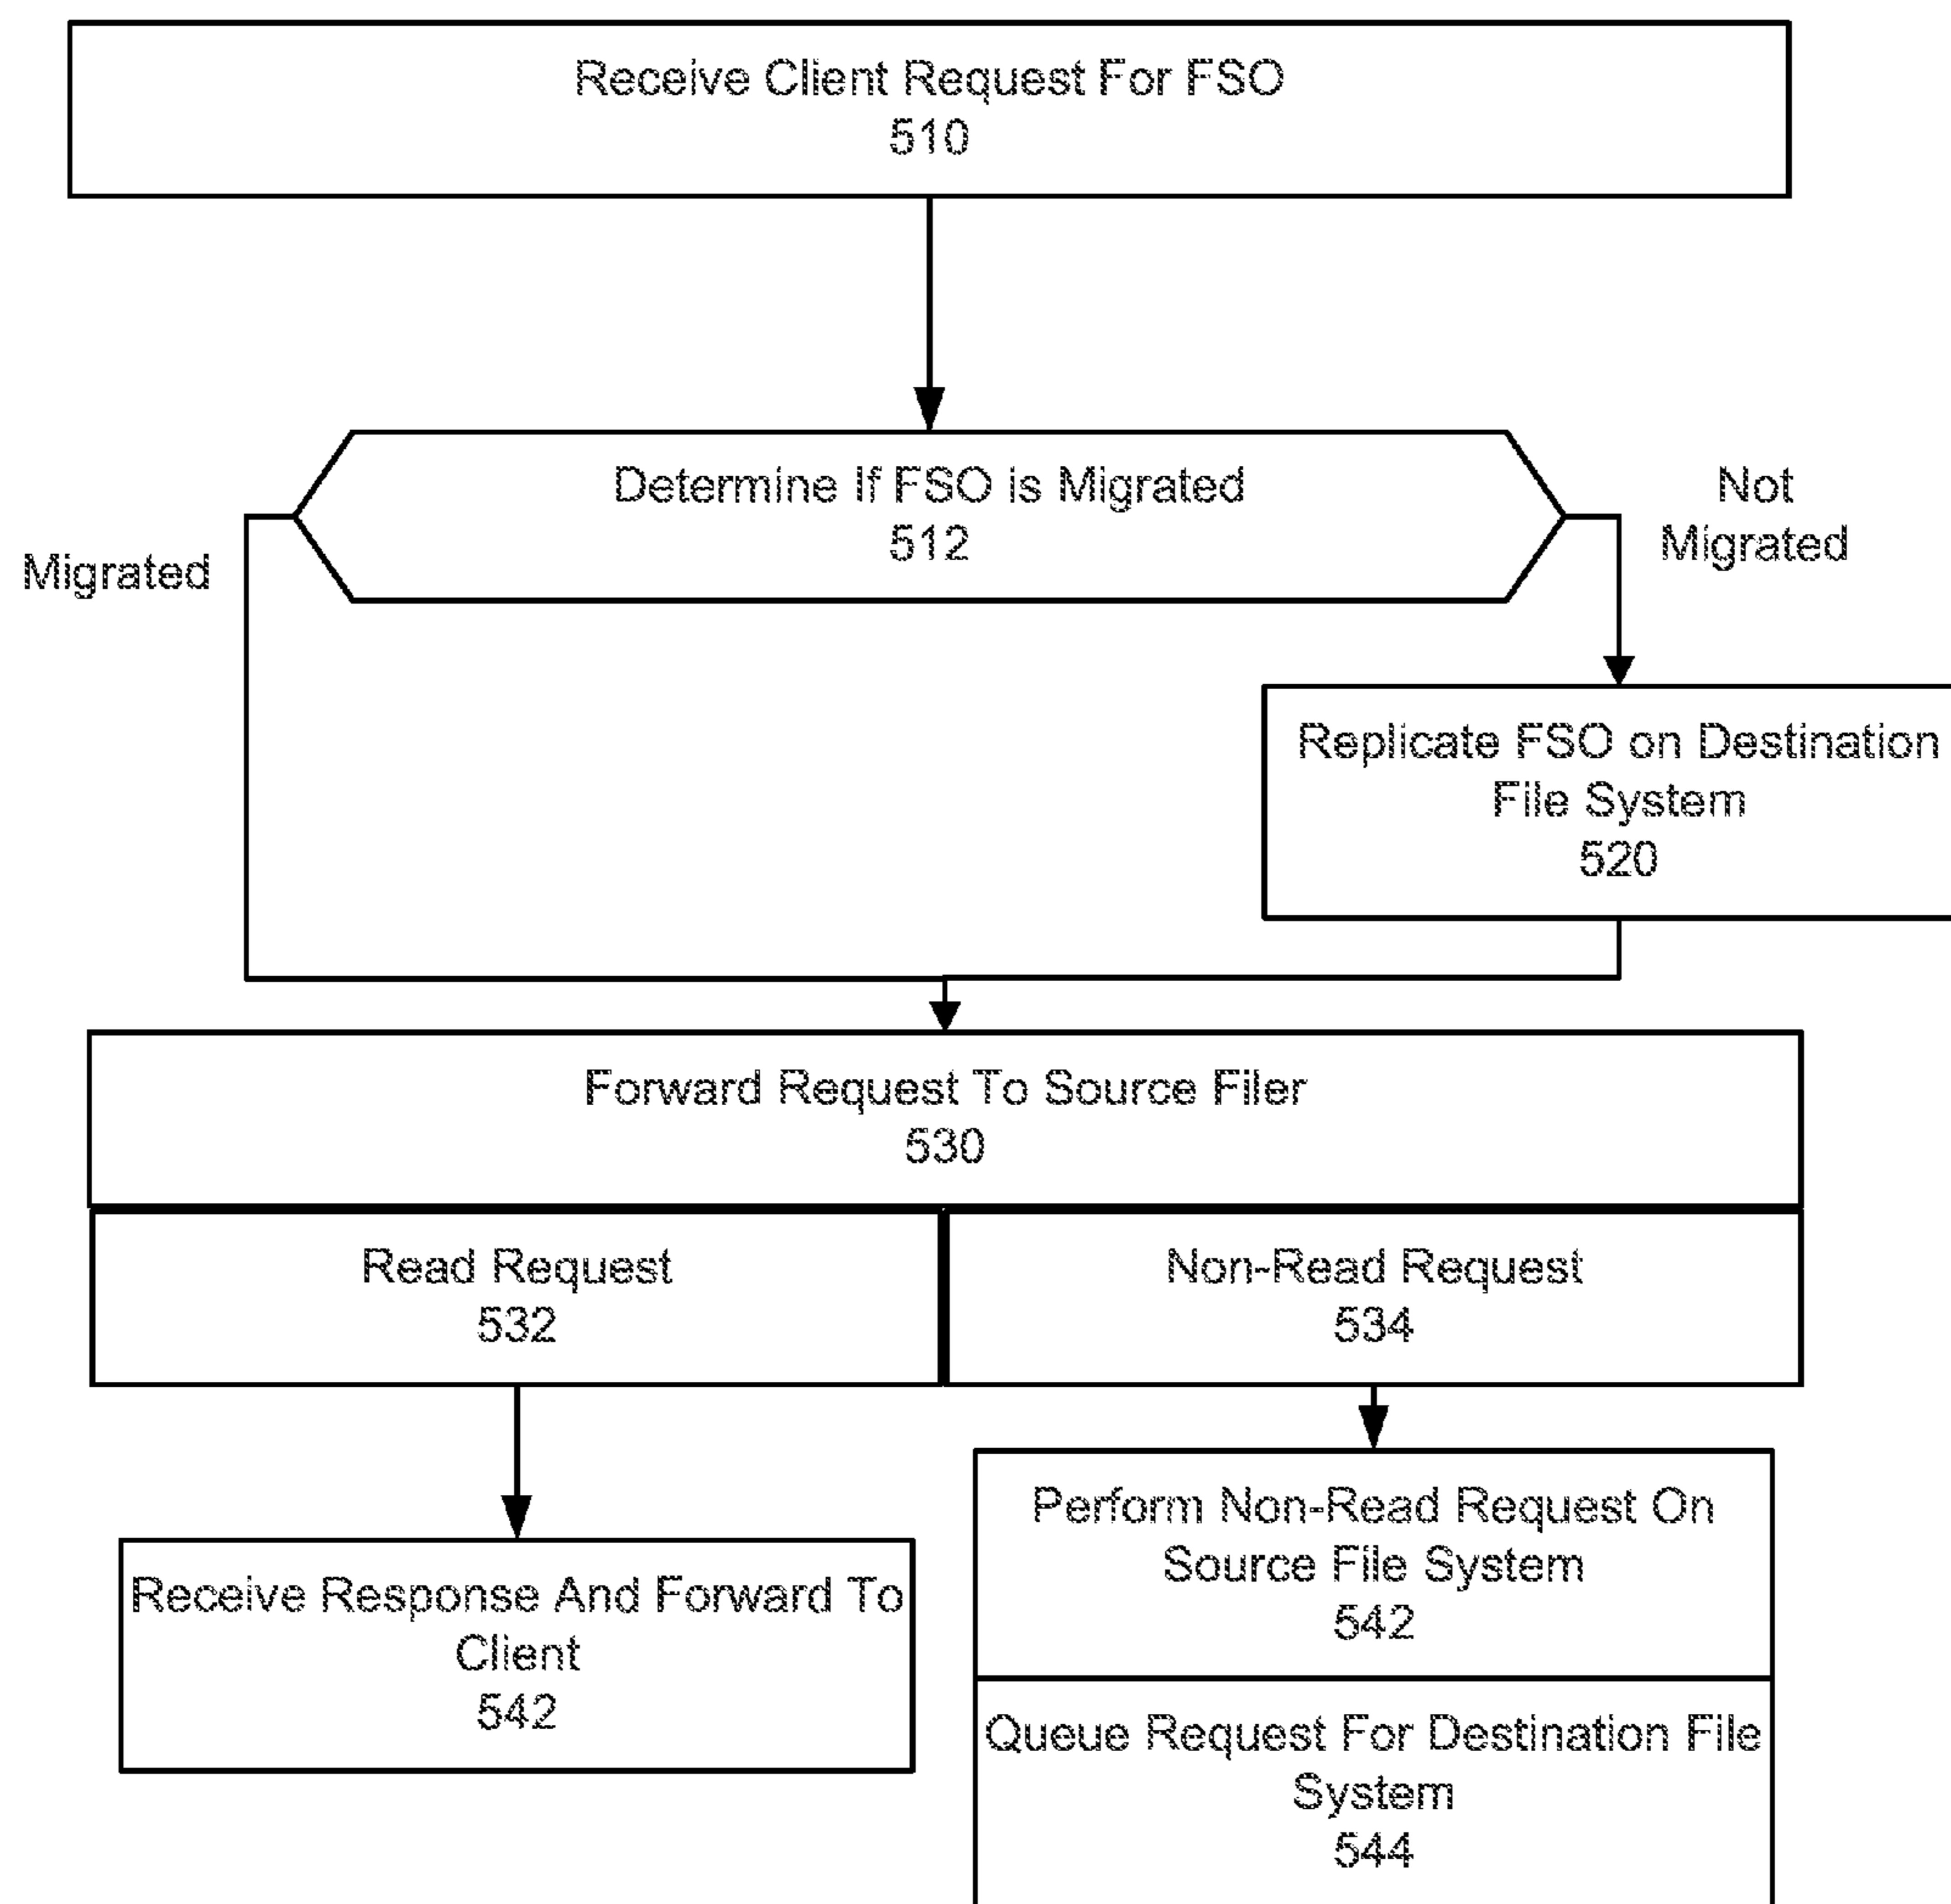 Receive Client Request For FSO
510
Determine If FSO is Migrated
512
Migrated
Not
Migrated
Replicate FSO on Destination
File System
520
Forward Request To Source Filer
530
Read Request
532
Non-Read Request
534
Receive Response And Forward To
Client
542
Perform Non-Read Request On
Source File System
542
Queue Request For Destination File
System
544